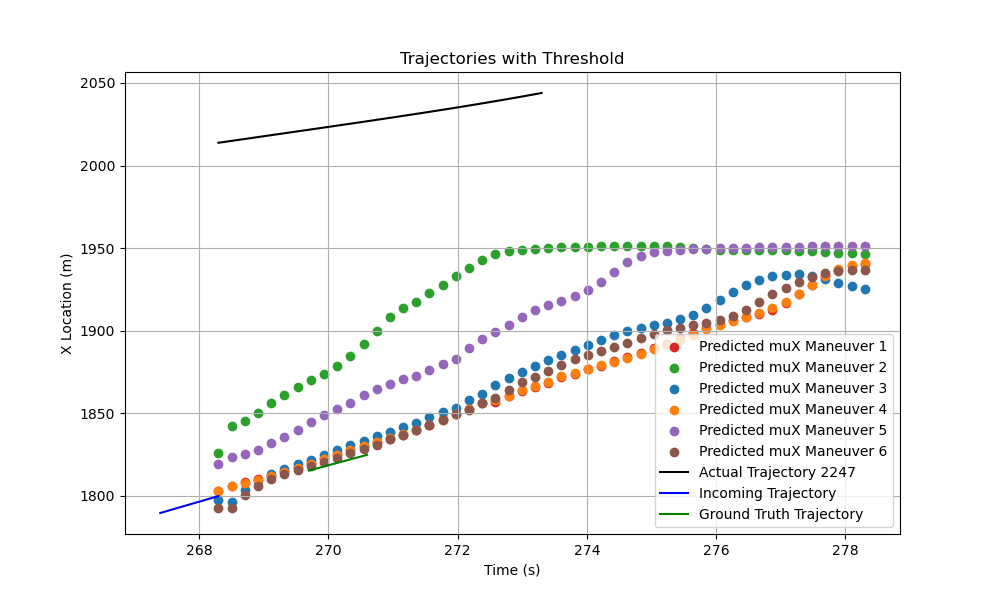 Trajectories with Threshold
2050
2000
1950
1900
1850
1800
X Location (m)
Predicted muX Maneuver 1
Predicted muX Maneuver 2
Predicted muX Maneuver 3
Predicted muX Maneuver 4
Predicted muX Maneuver 5
Predicted muX Maneuver 6
Actual Trajectory 2247
Incoming Trajectory
Ground Truth Trajectory
268 270 272 274 276 278
Time (s)